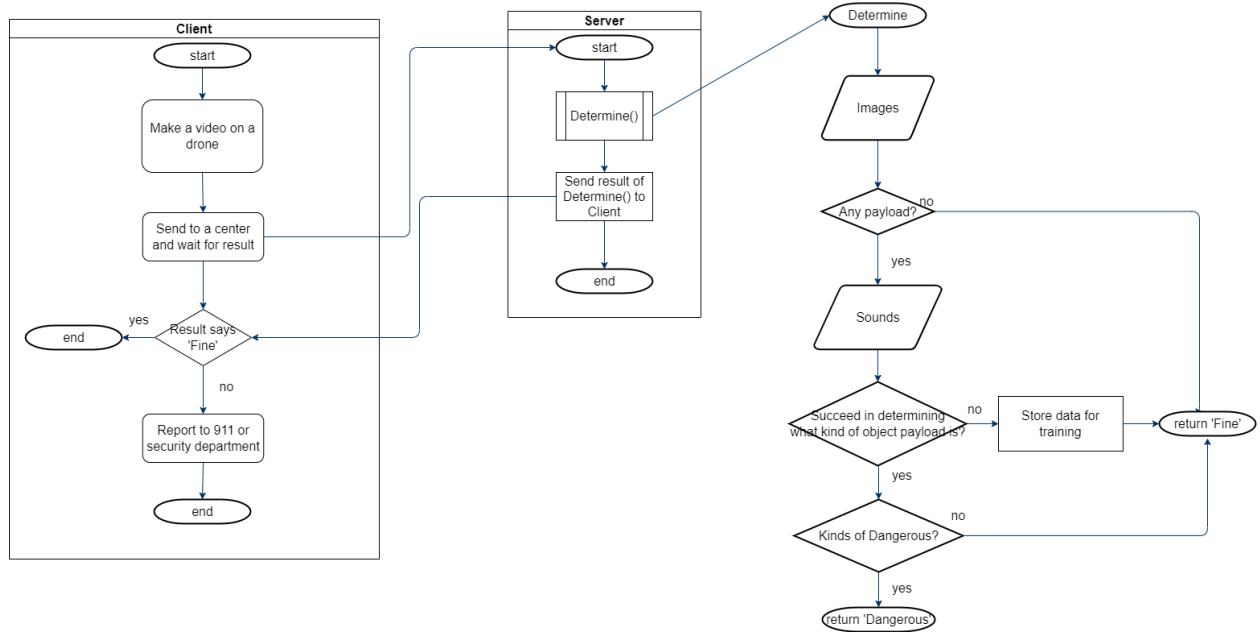 Client
start
Make a video on a
drone
Send to a center
and wait for result
yes
Result says
'Fine'
end
no
Report to 911 or
security department
end
Server
start
Determine()
Send result of
Determine() to
Client
end
Determine
Images
Any payload?
no
yes
Sounds
Succeed in determining
what kind of object payload is?
no
Store data for
training
return 'Fine'
yes
Kinds of Dangerous?
no
yes
return 'Dangerous'